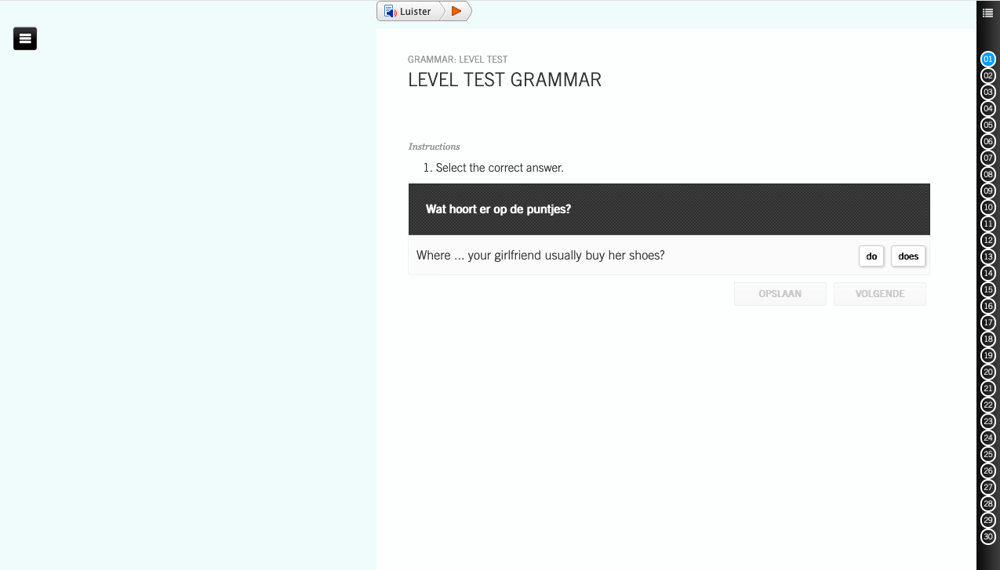 Luister
GRAMMAR: LEVEL TEST
LEVEL TEST GRAMMAR
Instructions
1. Select the correct answer.
Wat hoort er op de puntjes?
Where ... your girlfriend usually buy her shoes?
do
does
OPSLAAN
VOLGENDE
01
02
03
04
05
06
07
08
09
10
11
12
13
14
15
16
17
18
19
20
21
22
23
24
25
26
27
28
29
30